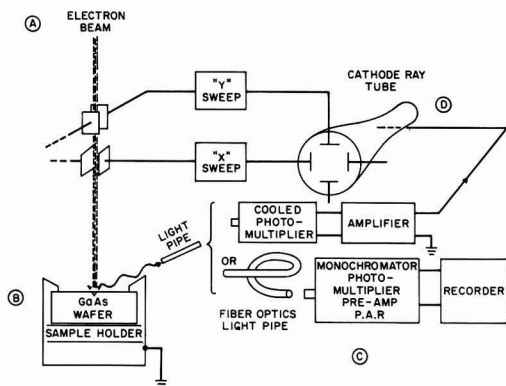 A
ELECTRON
BEAM
"Y"
SWEEP
CATHODE RAY
TUBE
D
"X"
SWEEP
LIGHT
PIPE
COOLED
PHOTO-
MULTIPLIER
AMPLIFIER
OR
FIBER OPTICS
LIGHT PIPE
MONOCHROMATOR
PHOTO-
MULTIPLIER
PRE-AMP
P.A.R
RECORDER
B
GaAs
WAFER
SAMPLE HOLDER
C